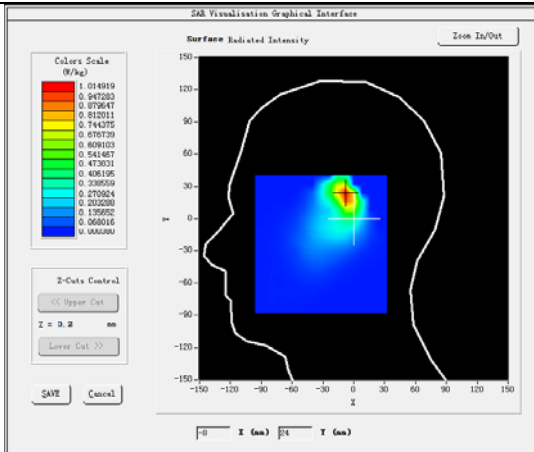 SAR Visualisation Graphical Interface
Surface Radiated Intensity
Zoom In/Out
Colors Scale
(W/kg)
1.014919
0.947283
0.879647
0.812011
0.744375
0.676739
0.609103
0.541467
0.473831
0.406195
0.338559
0.270924
0.203288
0.135652
0.068016
0.000380
Z-Cuts Control
<< Upper Cut
Z = 0.2 mm
Lower Cut >>
SAVE Cancel
150
120
90
60
30
0
-30
-60
-90
-120
-150
Y
-150 -120 -90 -60 -30 0 30 60 90 120 150
X
X (mm) 24 Y (mm)